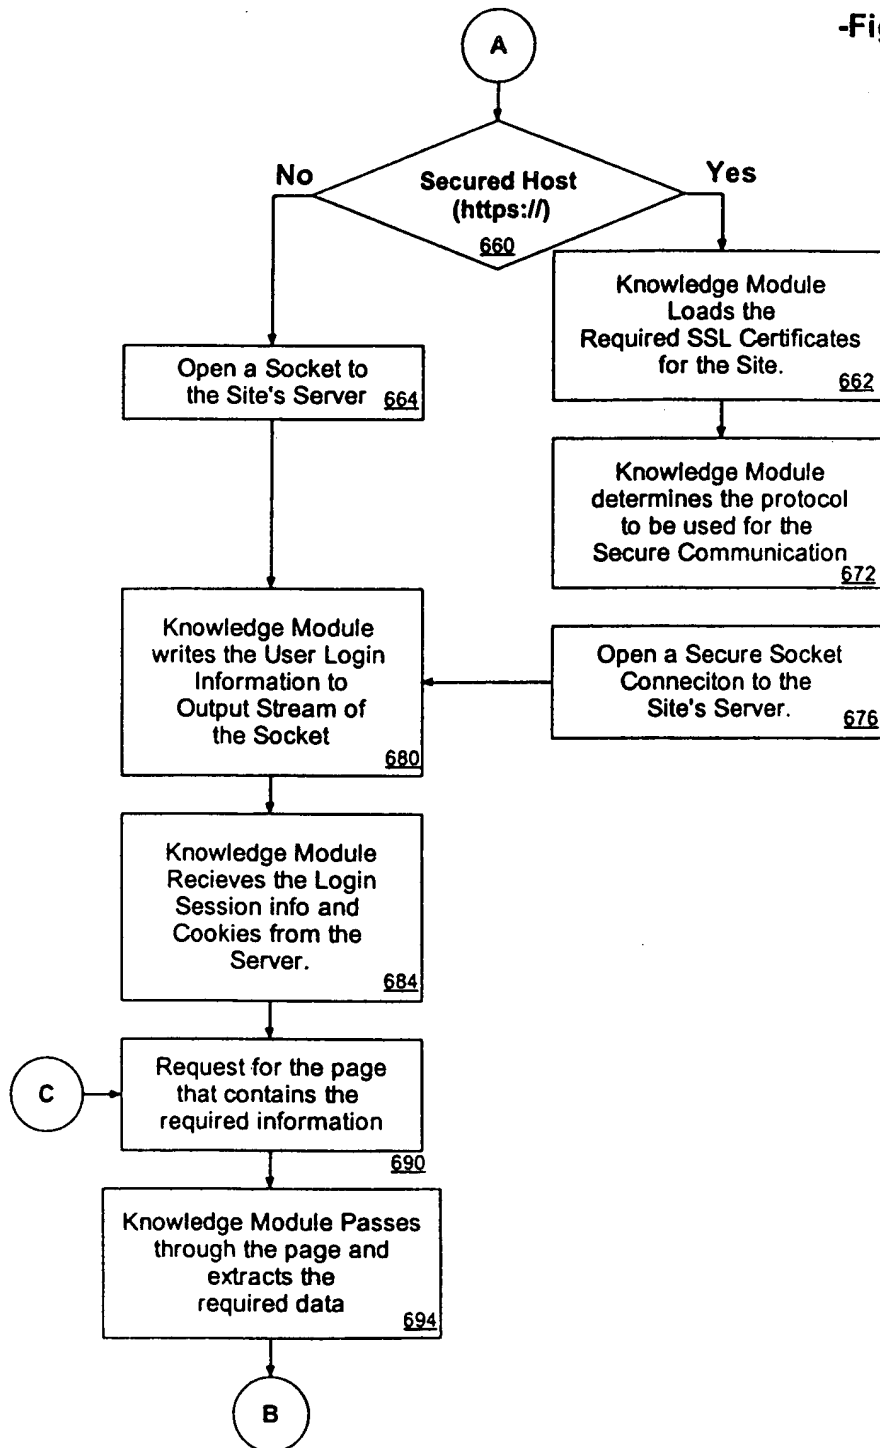 -Fig
A
No
Yes
Secured Host
(https://)
660
Knowledge Module
Loads the
Required SSL Certificates
for the Site.
662
Open a Socket to
the Site's Server
664
Knowledge Module
determines the protocol
to be used for the
Secure Communication
672
Knowledge Module
writes the User Login
Information to
Output Stream of
the Socket
680
Open a Secure Socket
Conneciton to the
Site's Server.
676
Knowledge Module
Recieves the Login
Session info and
Cookies from the
Server.
684
C
Request for the page
that contains the
required information
690
Knowledge Module Passes
through the page and
extracts the
required data
694
B